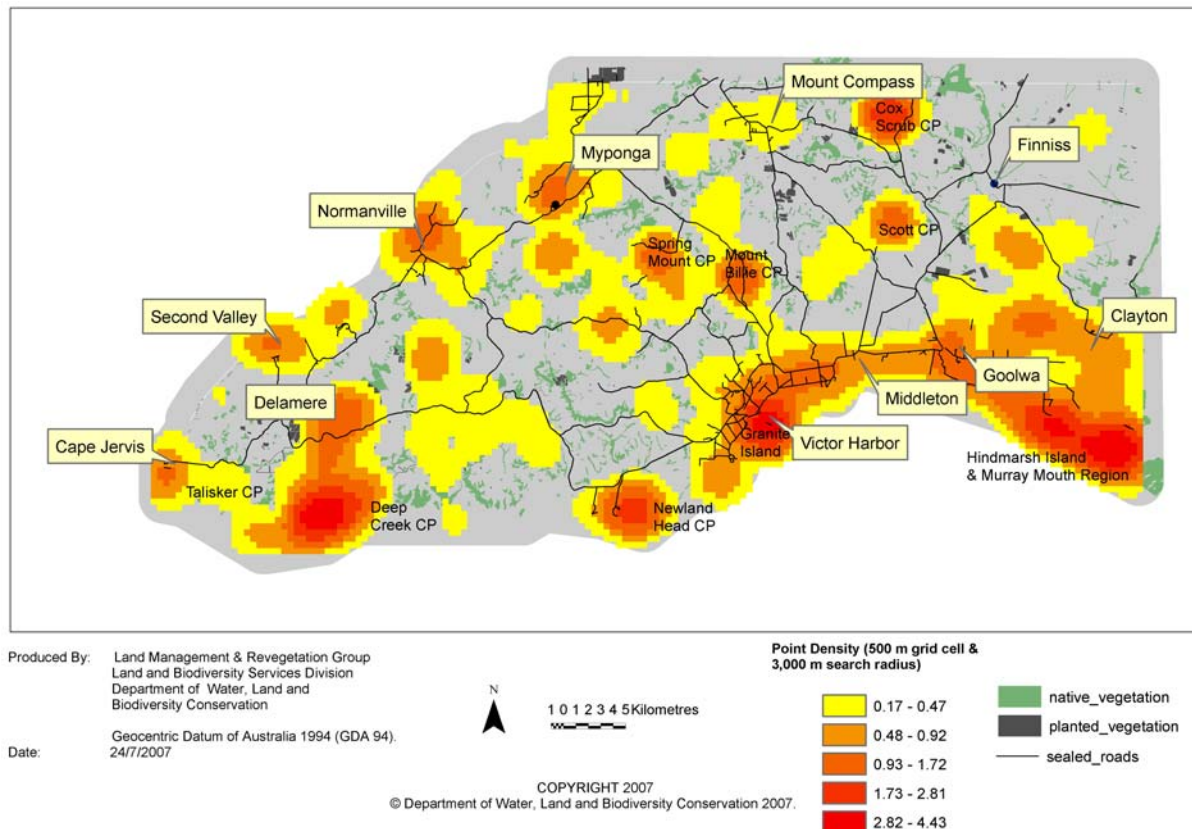 Mount Compass
Cox
Scrub CP
Finniss
Myponga
Normanville
Scott CP
Spring
Mount CP
Mount
Billie CP
Second Valley
Clayton
Goolwa
Delamere
Middleton
Cape Jervis
Granite
Island
Victor Harbor
Hindmarsh Island
& Murray Mouth Region
Talisker CP
Deep
Creek CP
Newland
Head CP
Produced By: Land Management & Revegetation Group
Land and Biodiversity Services Division
Department of Water, Land and
Biodiversity Conservation
Geocentric Datum of Australia 1994 (GDA 94).
Date: 24/7/2007
N
1 0 1 2 3 4 5 Kilometres
COPYRIGHT 2007
© Department of Water, Land and Biodiversity Conservation 2007.
Point Density (500 m grid cell &
3,000 m search radius)
0.17 - 0.47
0.48 - 0.92
0.93 - 1.72
1.73 - 2.81
2.82 - 4.43
native_vegetation
planted_vegetation
sealed_roads